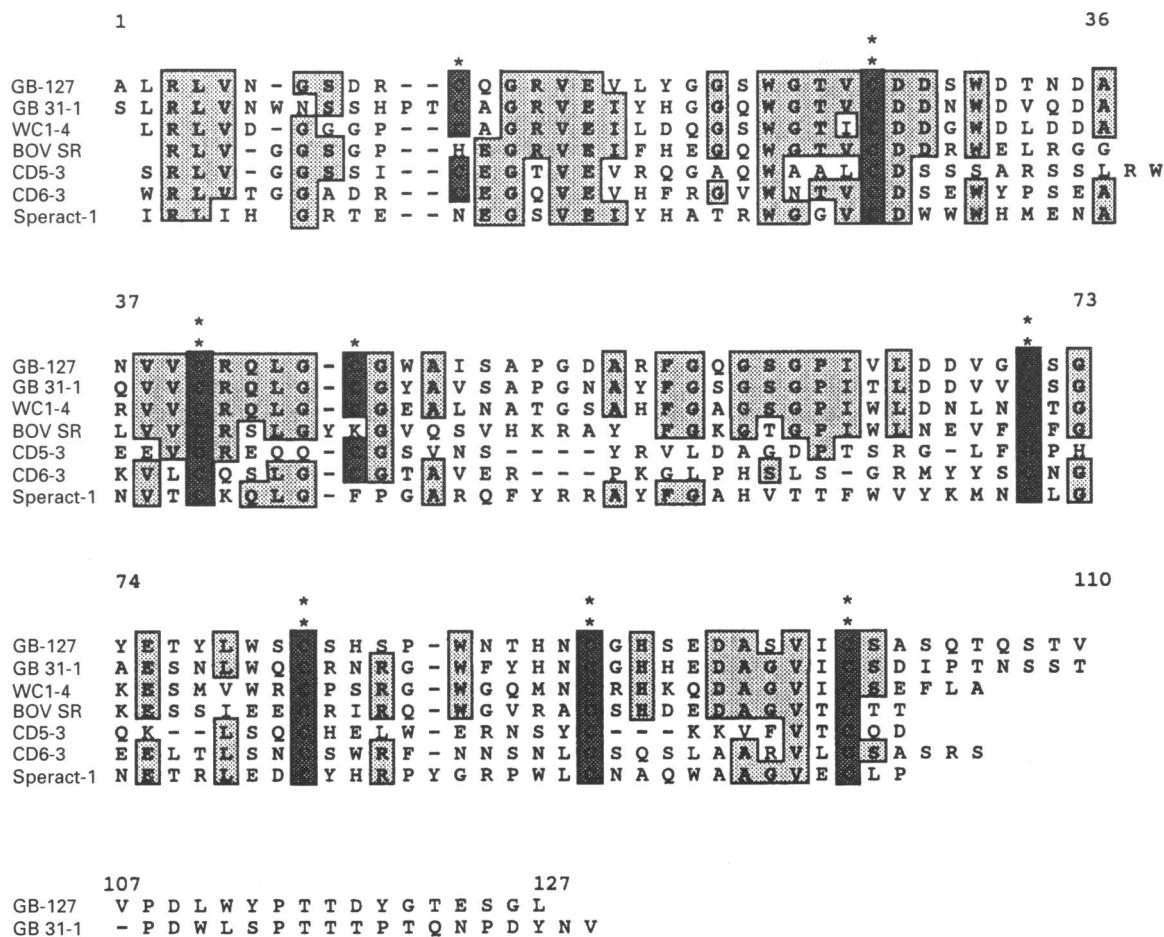 1 36
* * *
GB-127 A L R L V N - G S D R - - C Q G R V E V L Y G G S W G T V C D D S W D T N D A
GB 31-1 S L R L V N W N S S H P T C A G R V E I Y H G G Q W G T V C D D N W D V Q D A
WC1-4 L R L V D - G G G P - - C A G R V E I L D Q G S W G T I C D D G W D L D D A
BOV SR R L V - G G S G P - - H E G R V E I F H E G Q W G T V C D D R W E L R G G
CD5-3 S R L V - G G S S I - - C E G T V E V R Q G A Q W A A L C D S S S A R S S L R W
CD6-3 W R L V T G G A D R - - C E G Q V E V H F R G V W N T V C D S E W Y P S E A
Speract-1 I R L I H G R T E - - N E G S V E I Y H A T R W G G V C D W W W H M E N A
37 73
* * * * *
GB-127 N V V C R Q L G - C G W A I S A P G D A R F G Q G S G P I V L D D V G C S G
GB 31-1 Q V V C R Q L G - C G Y A V S A P G N A Y F G S G S G P I T L D D V E C S G
WC1-4 R V V C R Q L G - C G E A L N A T G S A H F G A G S G P I W L D N L N C T G
BOV SR L V V C R S L G Y K G V Q S V H K R A Y F G K G T G P I W L N E V F C F G
CD5-3 E E V C R E Q Q - C G S V N S - - - - Y R V L D A G D P T S R G - L F C P H
CD6-3 K V L C Q S L G - C G T A V E R - - P K G L P H S L S - G R M Y Y S C N G
Speract-1 N V T C K Q L G - F P G A R Q F Y R R A Y F G A H V T T F W V Y K M N C L G
74 110
* * * * * *
GB-127 Y E T Y L W S C S H S P - W N T H N C G H S E D A S V I C S A S Q T Q S T V
GB 31-1 A E S N L W Q C R N R G - W F Y H N C G H H E D A G V I C S D I P T N S S T
WC1-4 K E S M V W R C P S R G - W G Q M N C R H K Q D A G V I C S E F L A
BOV SR K E S S I E E C R I R Q - W G V R A C S H D E D A G V T C T T
CD5-3 Q K - - L S Q C H E L W - E R N S Y C - - - K K V F V T C Q D
CD6-3 E E L T L S N C S W R F - N N S N L C S Q S L A A R V L C S A S R S
Speract-1 N E T R L E D C Y H R P Y G R P W L C N A Q W A A G V E C L P
107 127
GB-127 V P D L W Y P T T D Y G T E S G L
GB 31-1 - P D W L S P T T T P T Q N P D Y N V